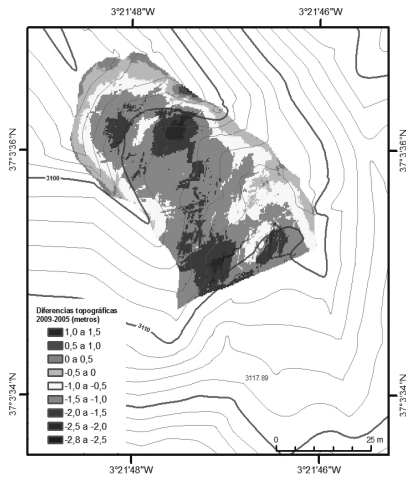 3°21'48"W 3°21'46"W
37°3'36"N 37°3'36"N
3100
3110
Diferencias topográficas
2009-2005 (metros)
1,0 a 1,5
0,5 a 1,0
0 a 0,5
-0,5 a 0
-1,0 a -0,5
-1,5 a -1,0
-2,0 a -1,5
-2,5 a -2,0
-2,8 a -2,5
3117.89
37°3'34"N 37°3'34"N
0 25 m
3°21'48"W 3°21'46"W